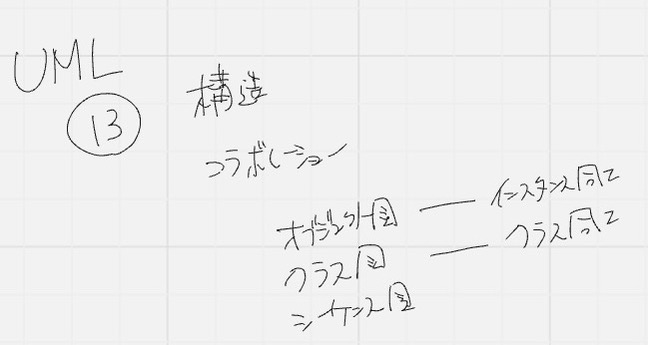 UML
13
構造
コラボレーション
オブジェクト図 — インスタンス同士
クラス図 — クラス同士
シーケンス図